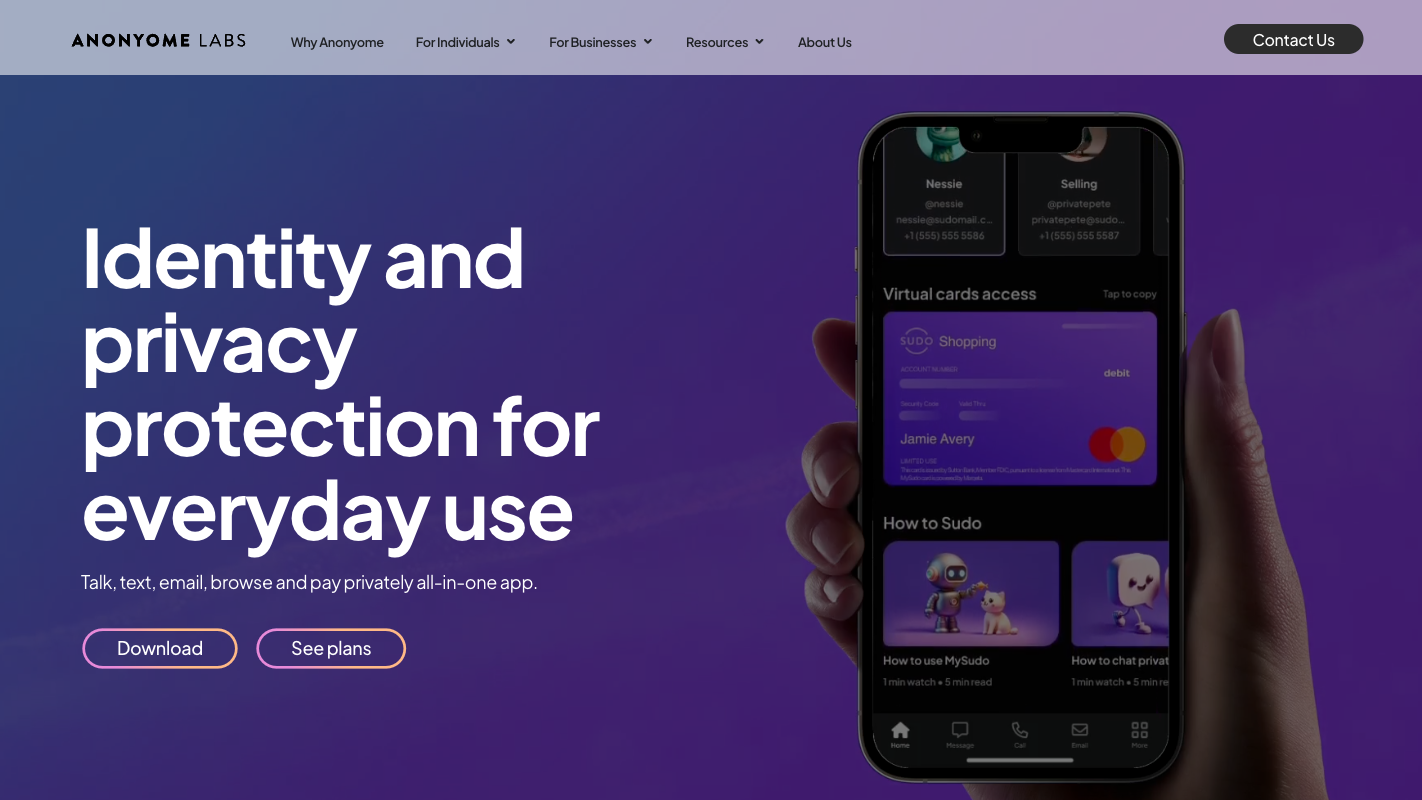 ANONYOME LABS
Why Anonyome
For Individuals
For Businesses
Resources
About Us
Contact Us
Identity and
privacy
protection for
everyday use
Talk, text, email, browse and pay privately all-in-one app.
Download
See plans
Nessie
@nessie
nessie@sudomail.c...
+1 (555) 555 5586
Selling
@privatepete
privatepete@sudo...
+1 (555) 555 5587
Virtual cards access
Tap to copy
SUDO Shopping
ACCOUNT NUMBER
debit
Security Code
Valid Thru
Jamie Avery
LIMITED USE
How to Sudo
How to use MySudo
1 min watch • 5 min read
How to chat privat
1 min watch • 5 min re
Home
Message
Call
Email
More